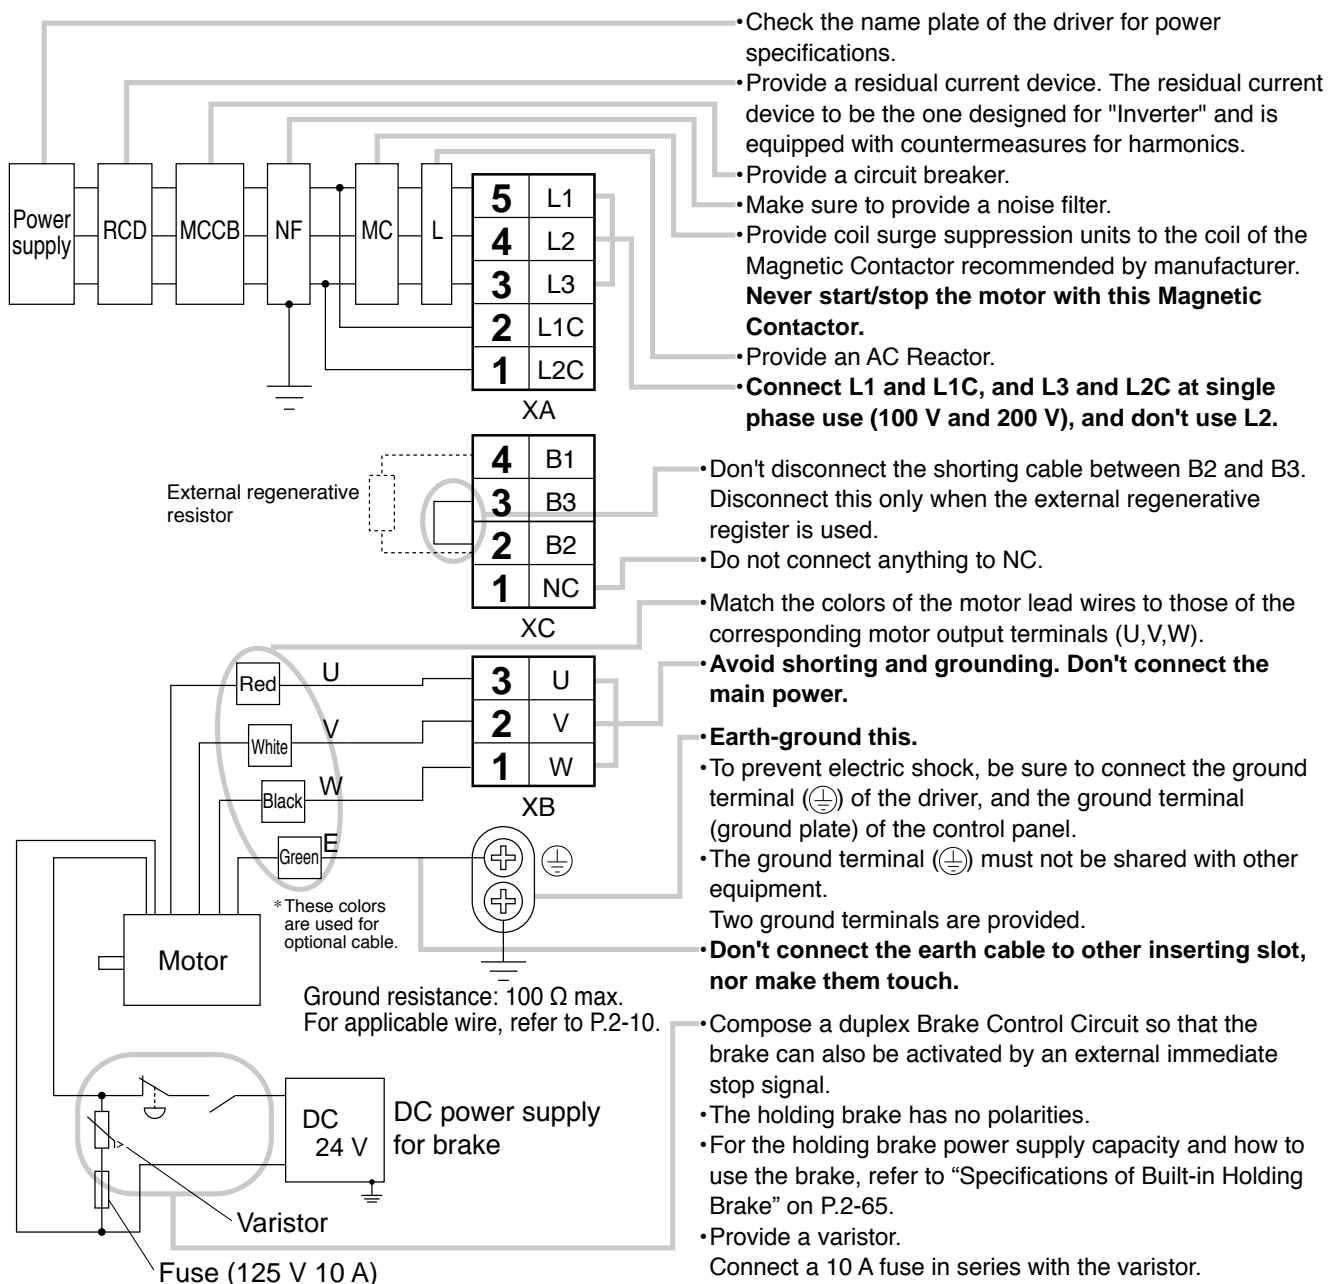 ・Check the name plate of the driver for power
specifications.
・Provide a residual current device. The residual current
device to be the one designed for "Inverter" and is
equipped with countermeasures for harmonics.
・Provide a circuit breaker.
・Make sure to provide a noise filter.
・Provide coil surge suppression units to the coil of the
Magnetic Contactor recommended by manufacturer.
Never start/stop the motor with this Magnetic
Contactor.
・Provide an AC Reactor.
・Connect L1 and L1C, and L3 and L2C at single
phase use (100 V and 200 V), and don't use L2.
Power
supply
RCD
MCCB
NF
MC
L
5 L1
4 L2
3 L3
2 L1C
1 L2C
XA
External regenerative
resistor
4 B1
3 B3
2 B2
1 NC
XC
・Don't disconnect the shorting cable between B2 and B3.
Disconnect this only when the external regenerative
register is used.
・Do not connect anything to NC.
・Match the colors of the motor lead wires to those of the
corresponding motor output terminals (U,V,W).
・Avoid shorting and grounding. Don't connect the
main power.
Red U
White V
Black W
Green E
3 U
2 V
1 W
XB
* These colors
are used for
optional cable.
Motor
Ground resistance: 100 Ω max.
For applicable wire, refer to P.2-10.
・Earth-ground this.
・To prevent electric shock, be sure to connect the ground
terminal (⏚) of the driver, and the ground terminal
(ground plate) of the control panel.
・The ground terminal (⏚) must not be shared with other
equipment.
Two ground terminals are provided.
・Don't connect the earth cable to other inserting slot,
nor make them touch.
・Compose a duplex Brake Control Circuit so that the
brake can also be activated by an external immediate
stop signal.
・The holding brake has no polarities.
・For the holding brake power supply capacity and how to
use the brake, refer to “Specifications of Built-in Holding
Brake” on P.2-65.
・Provide a varistor.
Connect a 10 A fuse in series with the varistor.
DC
24 V
DC power supply
for brake
Varistor
Fuse (125 V 10 A)